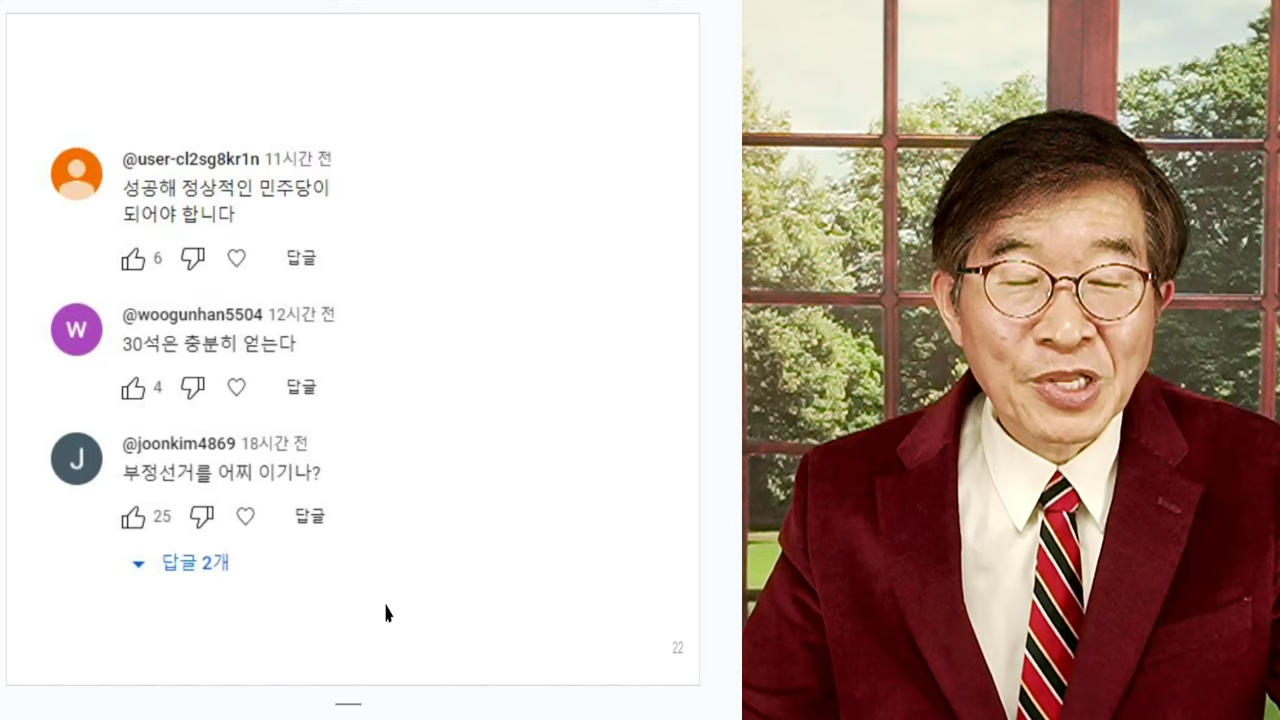 @user-cl2sg8kr1n 11시간 전
성공해 정상적인 민주당이
되어야 합니다
6 답글
W
@woogunhan5504 12시간 전
30석은 충분히 얻는다
4 답글
J
@joonkim4869 18시간 전
부정선거를 어찌 이기나?
25 답글
답글 2개
22